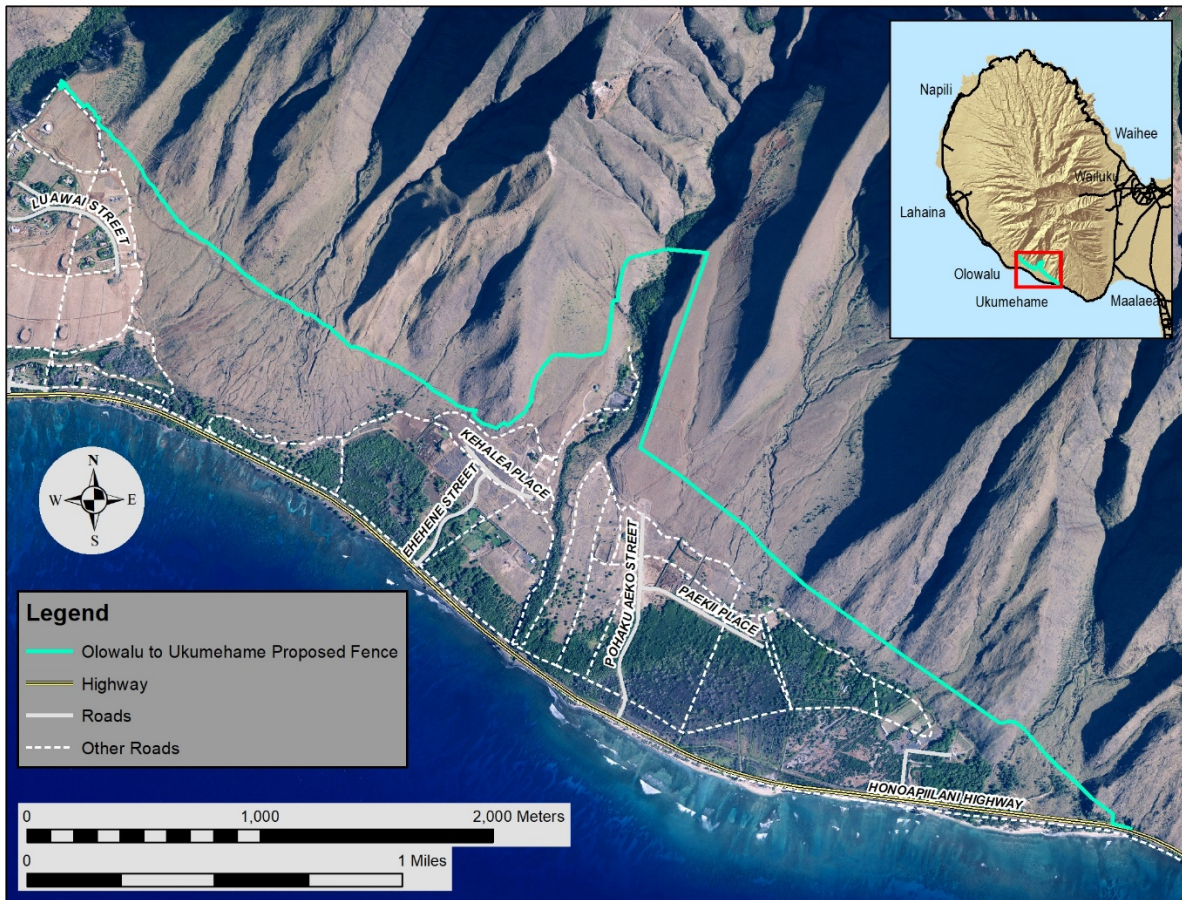 Napili
Waihee
Wailuku
Lahaina
Olowalu
Ukumehame
Maalaea
LUAWAI STREET
KEHALEA PLACE
EHEHENE STREET
POHAKU AEKO STREET
PAEKII PLACE
HONOAPIILANI HIGHWAY
N
W E
S
Legend
Olowalu to Ukumehame Proposed Fence
Highway
Roads
Other Roads
0 1,000 2,000 Meters
0 1 Miles